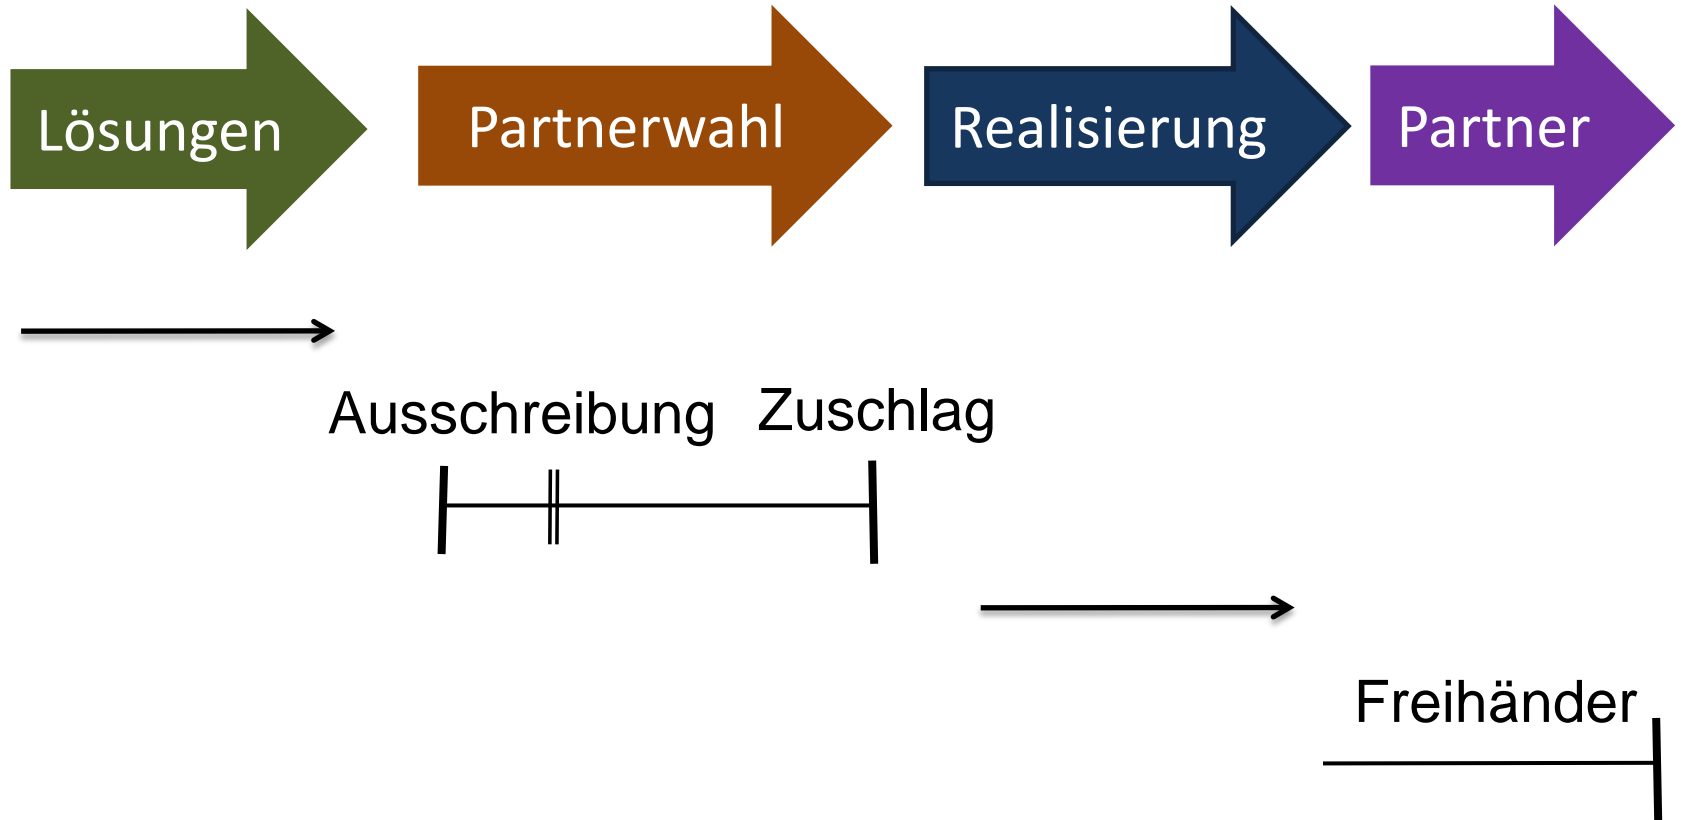 Lösungen
Partnerwahl
Realisierung
Partner
Ausschreibung
Zuschlag
Freihänder